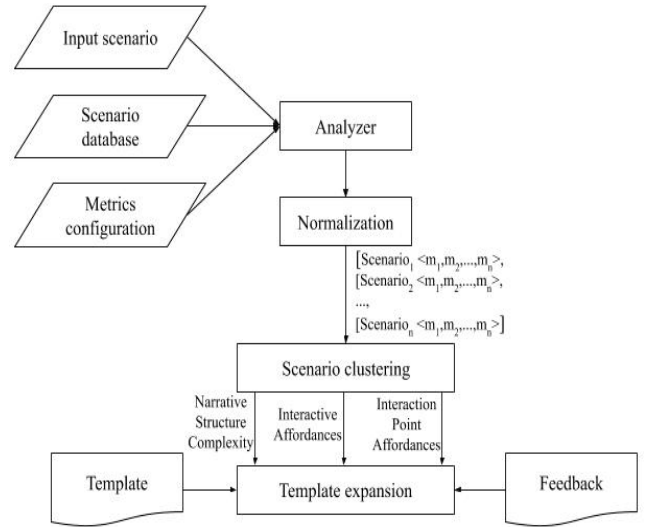 Input scenario
Scenario
database
Metrics
configuration
Analyzer
Normalization
[Scenario₁ <m₁,m₂,...,mₙ>,
[Scenario₂ <m₁,m₂,...,mₙ>,
...,
[Scenarioₙ <m₁,m₂,...,mₙ>]
Scenario clustering
Narrative
Structure
Complexity
Interactive
Affordances
Interaction
Point
Affordances
Template
Template expansion
Feedback